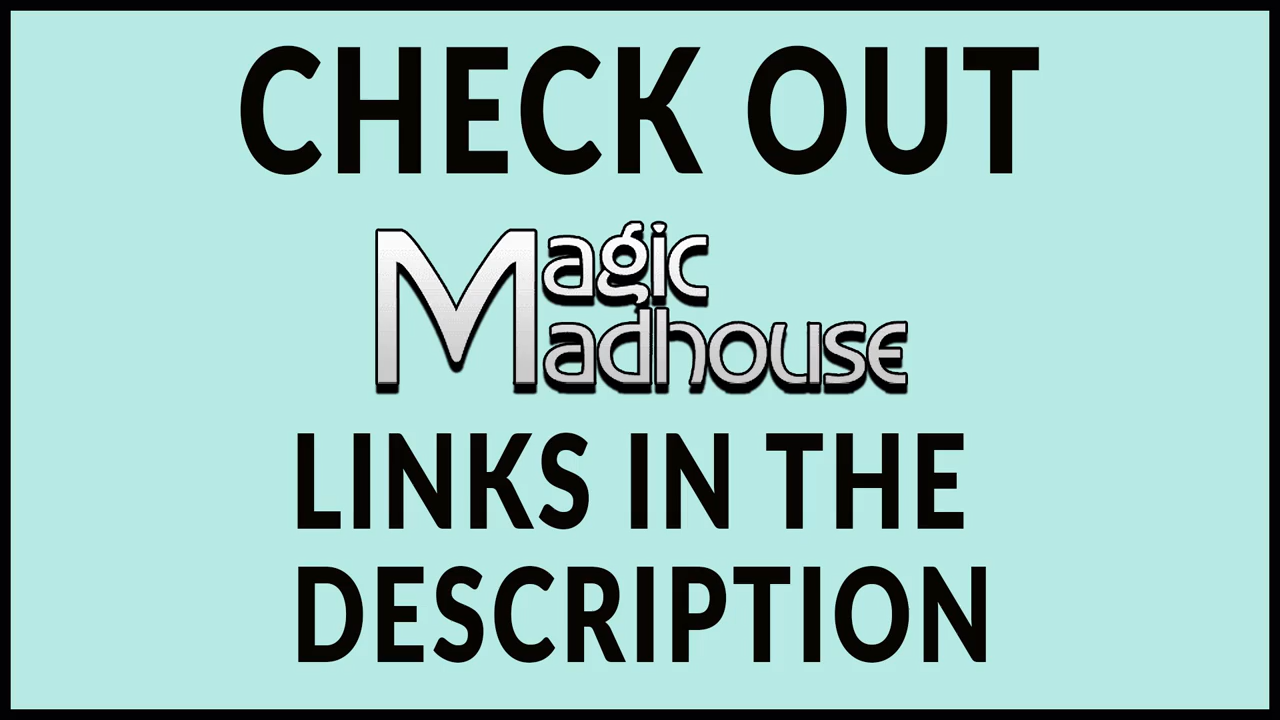 CHECK OUT
Magic
Madhouse
LINKS IN THE
DESCRIPTION